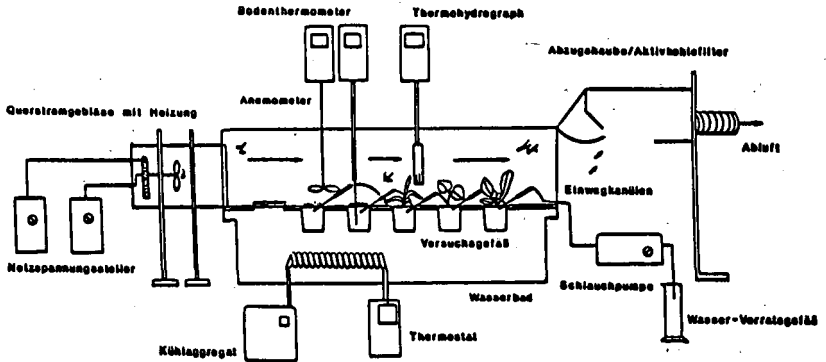 Bodenthermometer
Thermohydrograph
Abzugshaube/Aktivkohlefilter
Querstromgebläse mit Heizung
Anemometer
Abluft
Einwegkanülen
Versuchsgefäß
Netzspannungssteller
Schlauchpumpe
Wasserbad
Wasser-Vorratsgefäß
Thermostat
Kühlaggregat